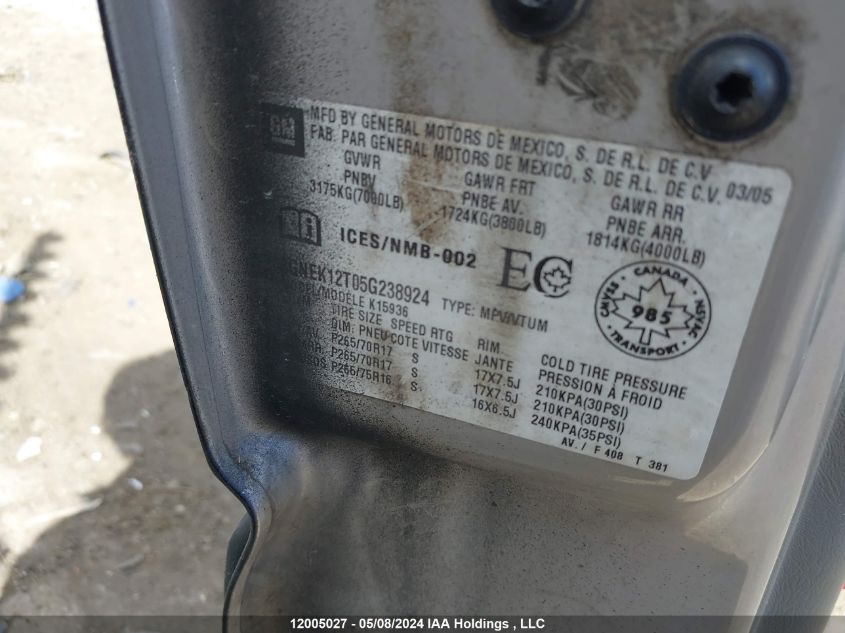 GM
MFD BY GENERAL MOTORS DE MEXICO, S. DE R.L. DE C.V.
FAB. PAR GENERAL MOTORS DE MEXICO, S. DE R.L. DE C.V. 03/05
GVWR GAWR FRT GAWR RR
PNBV PNBE AV. PNBE ARR.
3175KG(7000LB) 1724KG(3800LB) 1814KG(4000LB)
ICES/NMB-002 EC
GNEK12T05G238924 TYPE: MPV/VTUM
MODEL/MODÈLE K15936
CANADA
985
TRANSPORT
TIRE SIZE SPEED RTG RIM COLD TIRE PRESSURE
DIM. PNEU COTE VITESSE JANTE PRESSION A FROID
P265/70R17 S 17X7.5J 210KPA(30PSI)
P265/70R17 S 17X7.5J 210KPA(30PSI)
16X6.5J 240KPA(35PSI)
AV. / F 408 T 381
12005027 - 05/08/2024 IAA Holdings , LLC